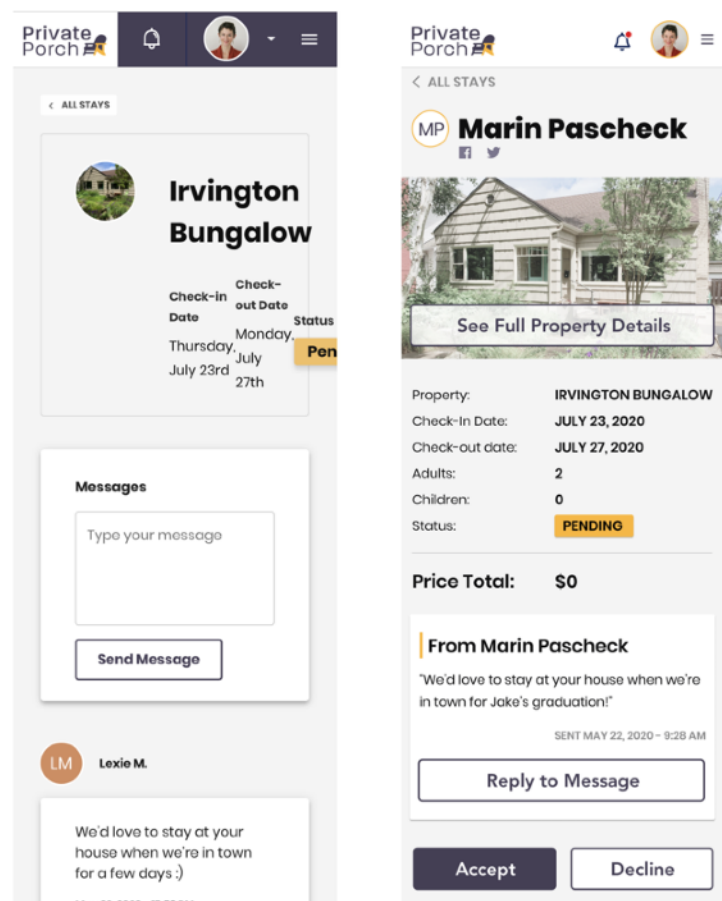 Private
Porch
< ALL STAYS
Irvington
Bungalow
Check-in
Date
Thursday,
July 23rd
Check-
out Date
Monday,
July
27th
Status
Pen
Messages
Type your message
Send Message
LM
Lexie M.
We'd love to stay at your
house when we're in town
for a few days :)
Private
Porch
< ALL STAYS
MP
Marin Pascheck
See Full Property Details
Property: IRVINGTON BUNGALOW
Check-In Date: JULY 23, 2020
Check-out date: JULY 27, 2020
Adults: 2
Children: 0
Status: PENDING
Price Total: $0
From Marin Pascheck
"We'd love to stay at your house when we're
in town for Jake's graduation!"
SENT MAY 22, 2020 - 9:28 AM
Reply to Message
Accept
Decline